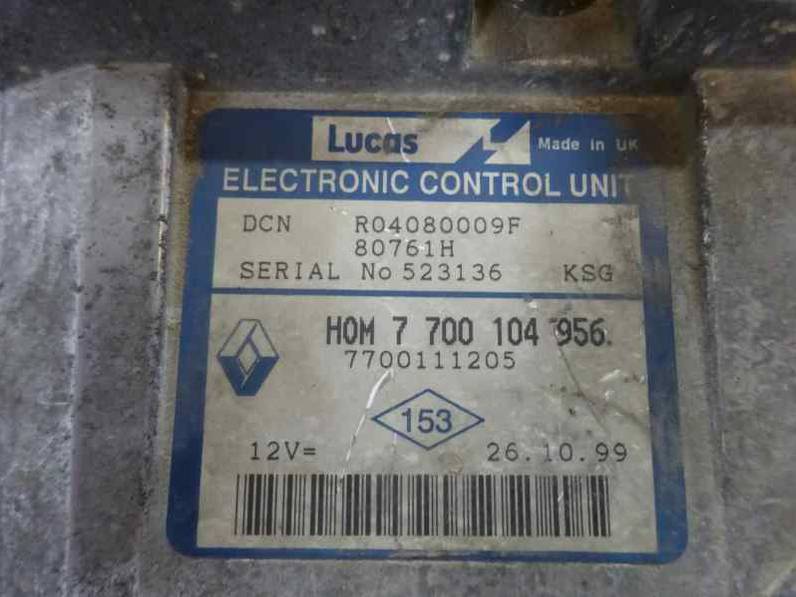 Lucas Made in UK
ELECTRONIC CONTROL UNIT
DCN R04080009F
80761H
SERIAL No 523136 KSG
HOM 7 700 104 956
7700111205
153
12V= 26.10.99